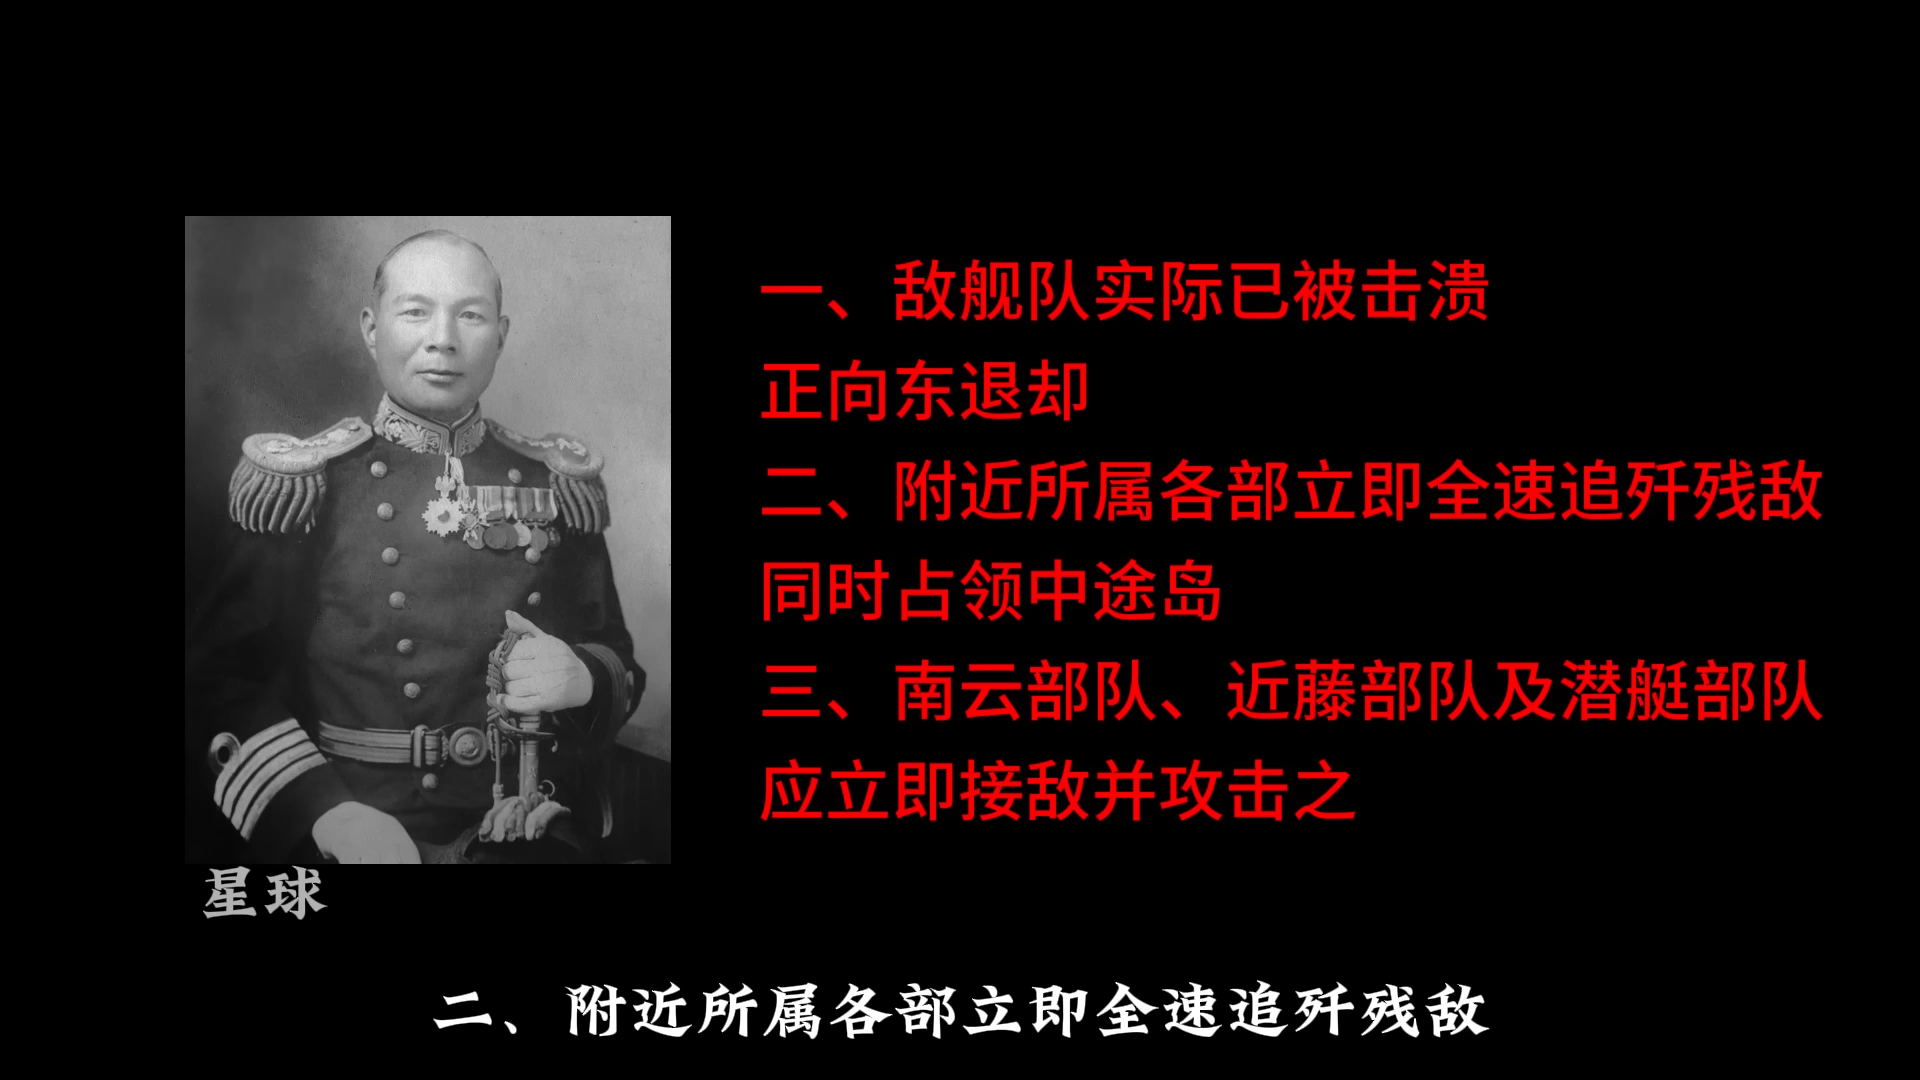 一、敌舰队实际已被击溃
正向东退却
二、附近所属各部立即全速追歼残敌
同时占领中途岛
三、南云部队、近藤部队及潜艇部队
应立即接敌并攻击之
星球
二、附近所属各部立即全速追歼残敌